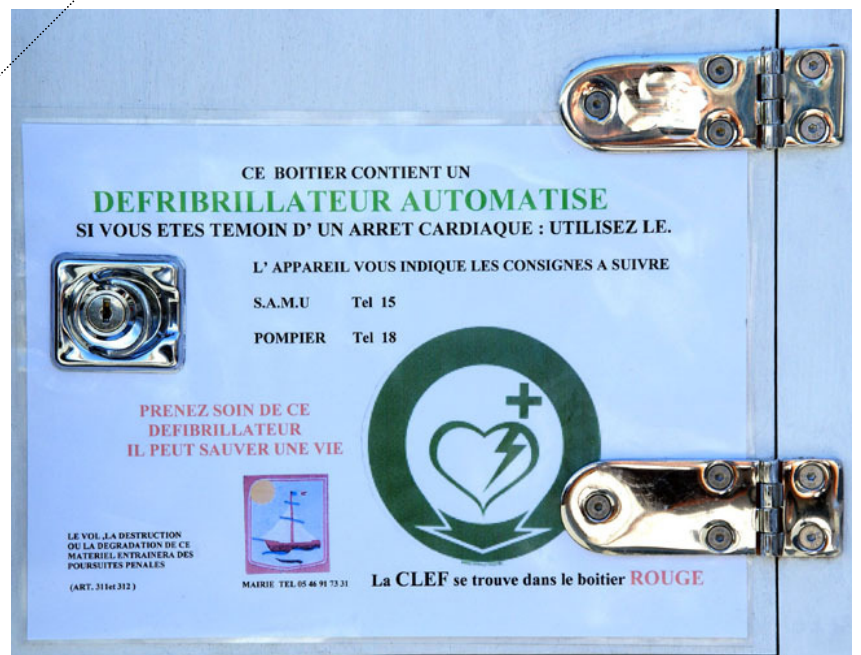 CE BOITIER CONTIENT UN
DEFRIBRILLATEUR AUTOMATISE
SI VOUS ETES TEMOIN D' UN ARRET CARDIAQUE : UTILISEZ LE.
L' APPAREIL VOUS INDIQUE LES CONSIGNES A SUIVRE
S.A.M.U Tel 15
POMPIER Tel 18
PRENEZ SOIN DE CE
DEFIBRILLATEUR
IL PEUT SAUVER UNE VIE
LE VOL ,LA DESTRUCTION
OU LA DEGRADATION DE CE
MATERIEL ENTRAINERA DES
POURSUITES PENALES
(ART. 311et 312 )
MAIRIE TEL 05 46 91 73 31
La CLEF se trouve dans le boitier ROUGE